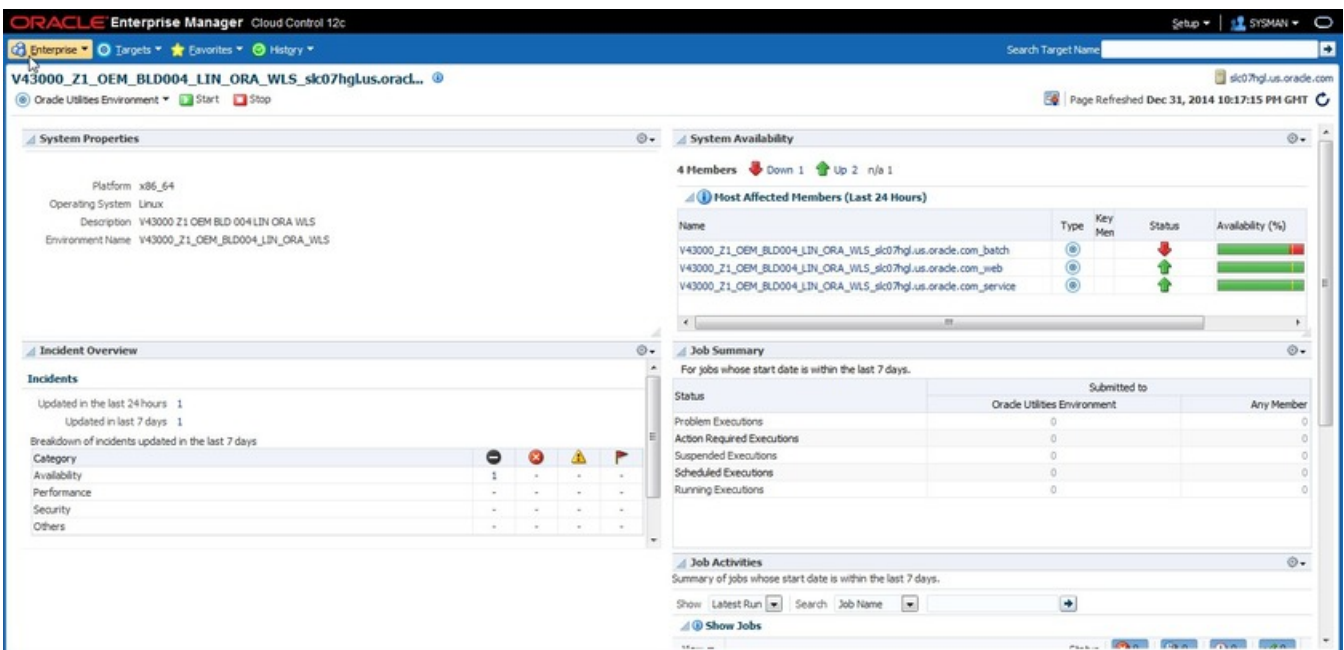 ORACLE Enterprise Manager Cloud Control 12c
Setup SYSMAN
Enterprise Targets Favorites History
Search Target Name
V43000_Z1_OEM_BLD004_LIN_ORA_WLS_slc07hgl.us.oracl...
slc07hgl.us.oracle.com
Oracle Utilities Environment Start Stop
Page Refreshed Dec 31, 2014 10:17:15 PM GMT
System Properties
Platform x86_64
Operating System Linux
Description V43000 Z1 OEM BLD 004 LIN ORA WLS
Environment Name V43000_Z1_OEM_BLD004_LIN_ORA_WLS
System Availability
4 Members Down 1 Up 2 n/a 1
Most Affected Members (Last 24 Hours)
Name Type Key Mem Status Availability (%)
V43000_Z1_OEM_BLD004_LIN_ORA_WLS_slc07hgl.us.oracle.com_batch
V43000_Z1_OEM_BLD004_LIN_ORA_WLS_slc07hgl.us.oracle.com_web
V43000_Z1_OEM_BLD004_LIN_ORA_WLS_slc07hgl.us.oracle.com_service
Incident Overview
Incidents
Updated in the last 24 hours 1
Updated in last 7 days 1
Breakdown of incidents updated in the last 7 days
Category
Availability 1 - - -
Performance - - - -
Security - - - -
Others - - - -
Job Summary
For jobs whose start date is within the last 7 days.
Status Submitted to
Oracle Utilities Environment Any Member
Problem Executions 0 0
Action Required Executions 0 0
Suspended Executions 0 0
Scheduled Executions 0 0
Running Executions 0 0
Job Activities
Summary of jobs whose start date is within the last 7 days.
Show Latest Run Search Job Name
Show Jobs